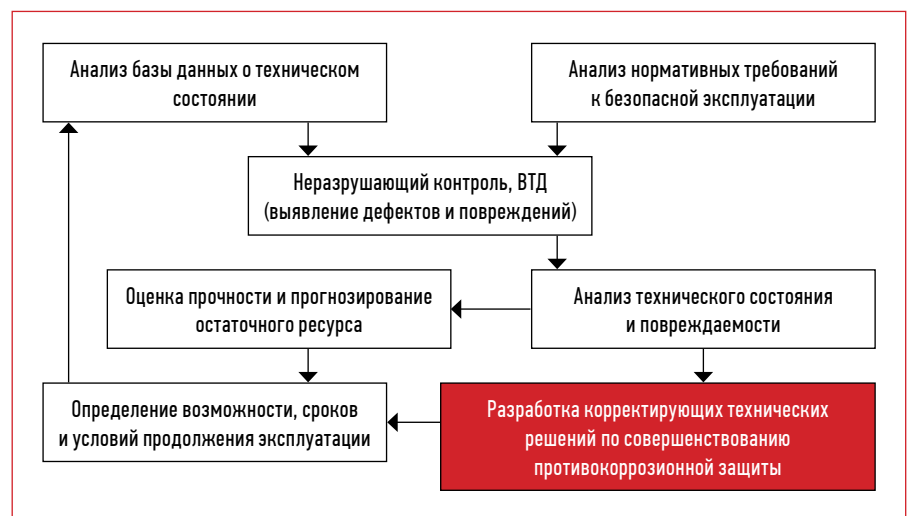 Анализ базы данных о техническом
состоянии
Анализ нормативных требований
к безопасной эксплуатации
Неразрушающий контроль, ВТД
(выявление дефектов и повреждений)
Оценка прочности и прогнозирование
остаточного ресурса
Анализ технического состояния
и повреждаемости
Определение возможности, сроков
и условий продолжения эксплуатации
Разработка корректирующих технических
решений по совершенствованию
противокоррозионной защиты